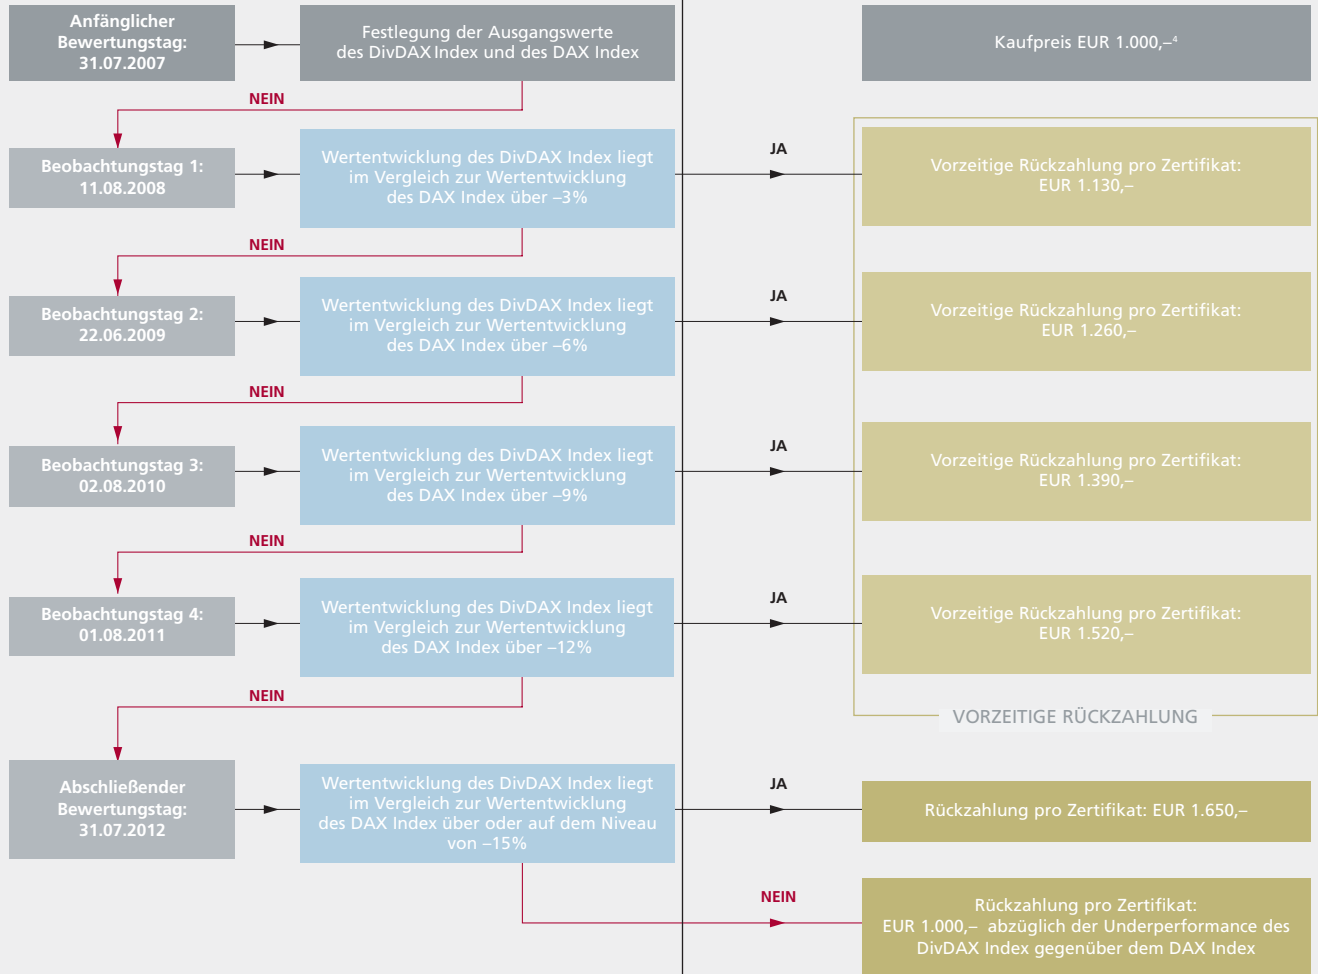 Anfänglicher
Bewertungstag:
31.07.2007
Festlegung der Ausgangswerte
des DivDAX Index und des DAX Index
Kaufpreis EUR 1.000,–⁴
NEIN
Beobachtungstag 1:
11.08.2008
Wertentwicklung des DivDAX Index liegt
im Vergleich zur Wertentwicklung
des DAX Index über –3%
JA
Vorzeitige Rückzahlung pro Zertifikat:
EUR 1.130,–
NEIN
Beobachtungstag 2:
22.06.2009
Wertentwicklung des DivDAX Index liegt
im Vergleich zur Wertentwicklung
des DAX Index über –6%
JA
Vorzeitige Rückzahlung pro Zertifikat:
EUR 1.260,–
NEIN
Beobachtungstag 3:
02.08.2010
Wertentwicklung des DivDAX Index liegt
im Vergleich zur Wertentwicklung
des DAX Index über –9%
JA
Vorzeitige Rückzahlung pro Zertifikat:
EUR 1.390,–
NEIN
Beobachtungstag 4:
01.08.2011
Wertentwicklung des DivDAX Index liegt
im Vergleich zur Wertentwicklung
des DAX Index über –12%
JA
Vorzeitige Rückzahlung pro Zertifikat:
EUR 1.520,–
NEIN
VORZEITIGE RÜCKZAHLUNG
Abschließender
Bewertungstag:
31.07.2012
Wertentwicklung des DivDAX Index liegt
im Vergleich zur Wertentwicklung
des DAX Index über oder auf dem Niveau
von –15%
JA
Rückzahlung pro Zertifikat: EUR 1.650,–
NEIN
Rückzahlung pro Zertifikat:
EUR 1.000,– abzüglich der Underperformance des
DivDAX Index gegenüber dem DAX Index